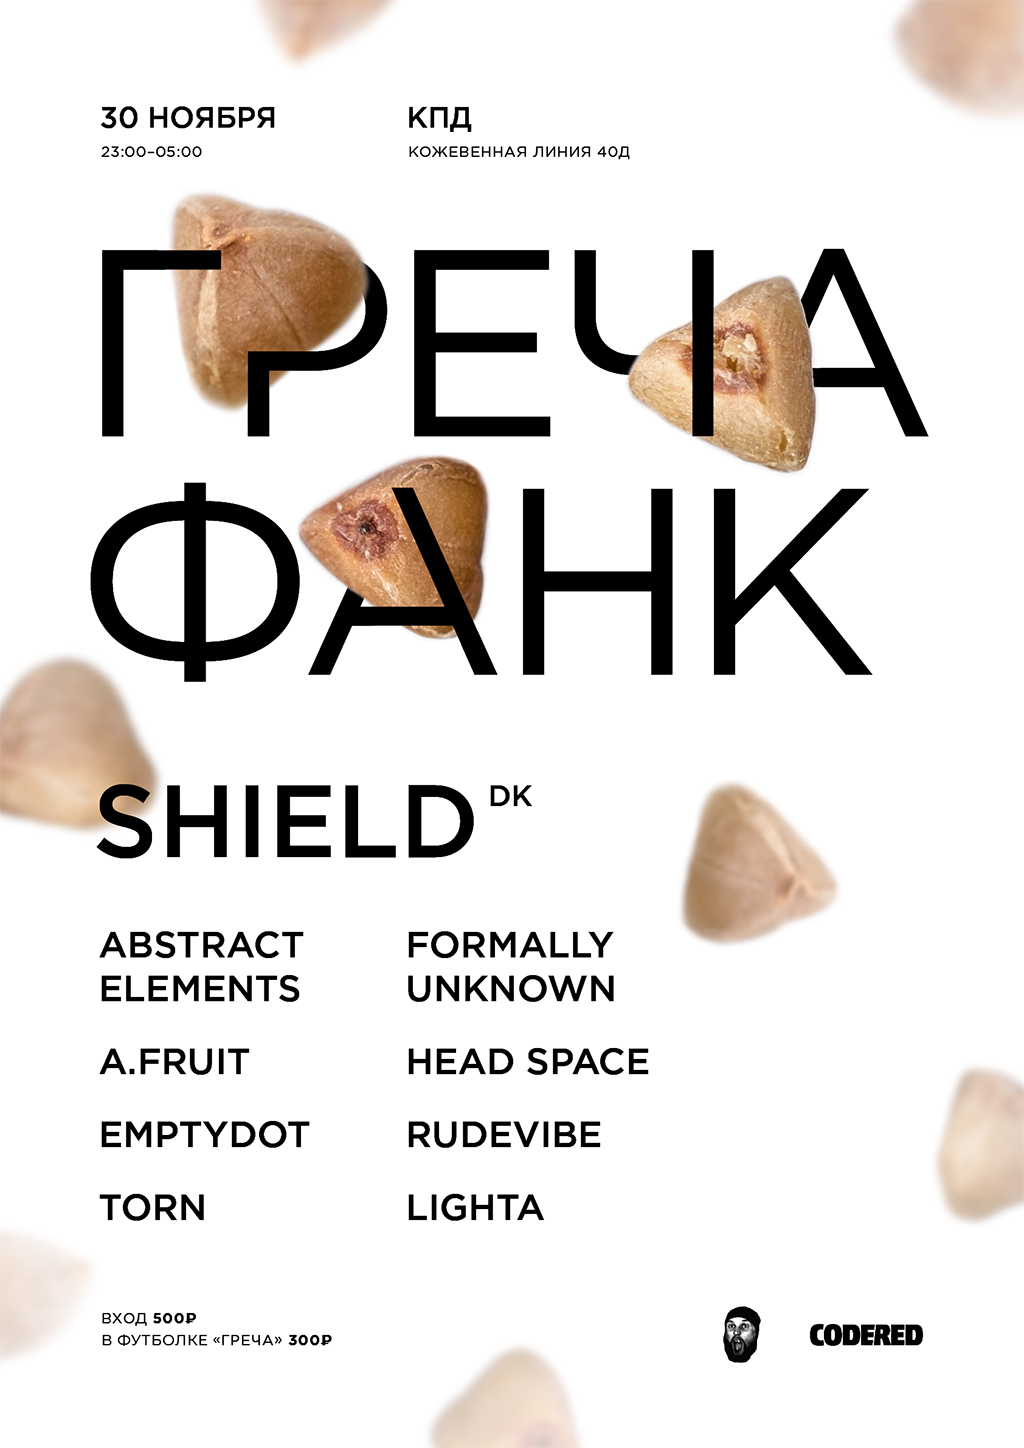 30 НОЯБРЯ
23:00–05:00
КПД
КОЖЕВЕННАЯ ЛИНИЯ 40Д
ГРЕЧА
ФАНК
SHIELD DK
ABSTRACT
ELEMENTS
A.FRUIT
EMPTYDOT
TORN
FORMALLY
UNKNOWN
HEAD SPACE
RUDEVIBE
LIGHTA
ВХОД 500₽
В ФУТБОЛКЕ «ГРЕЧА» 300₽
CODERED